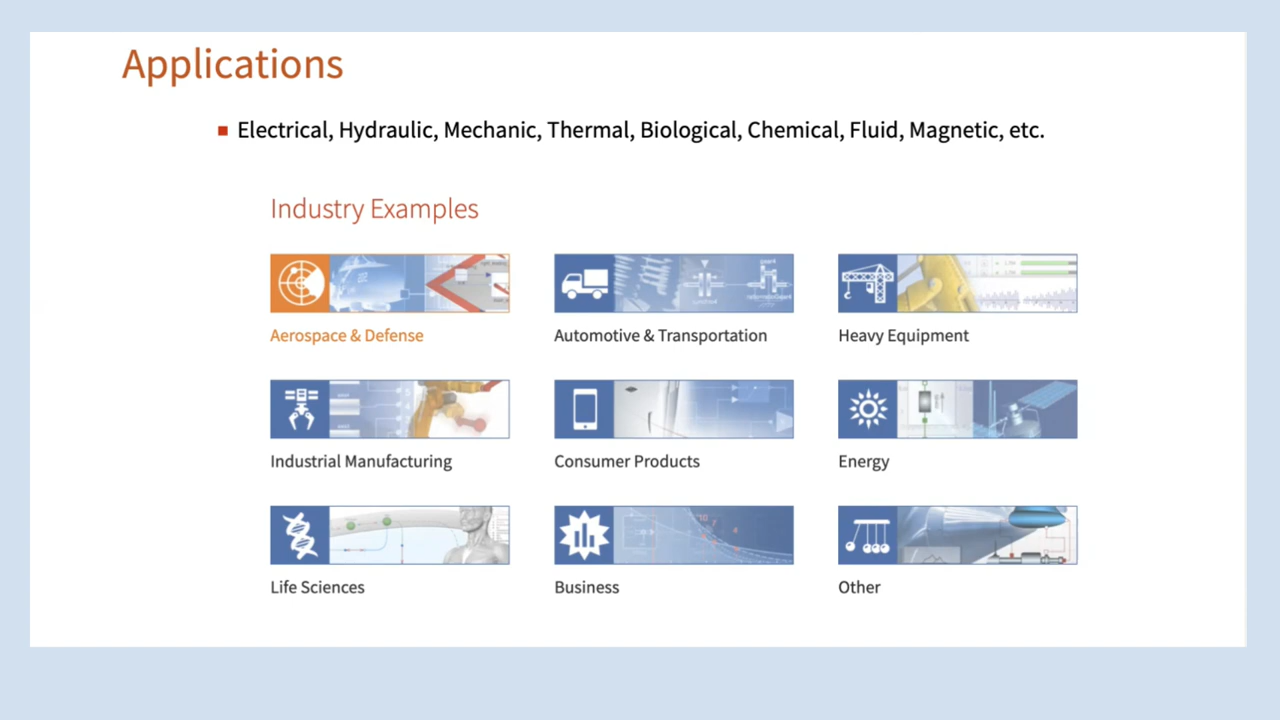 Applications
Electrical, Hydraulic, Mechanic, Thermal, Biological, Chemical, Fluid, Magnetic, etc.
Industry Examples
Aerospace & Defense
Automotive & Transportation
Heavy Equipment
Industrial Manufacturing
Consumer Products
Energy
Life Sciences
Business
Other